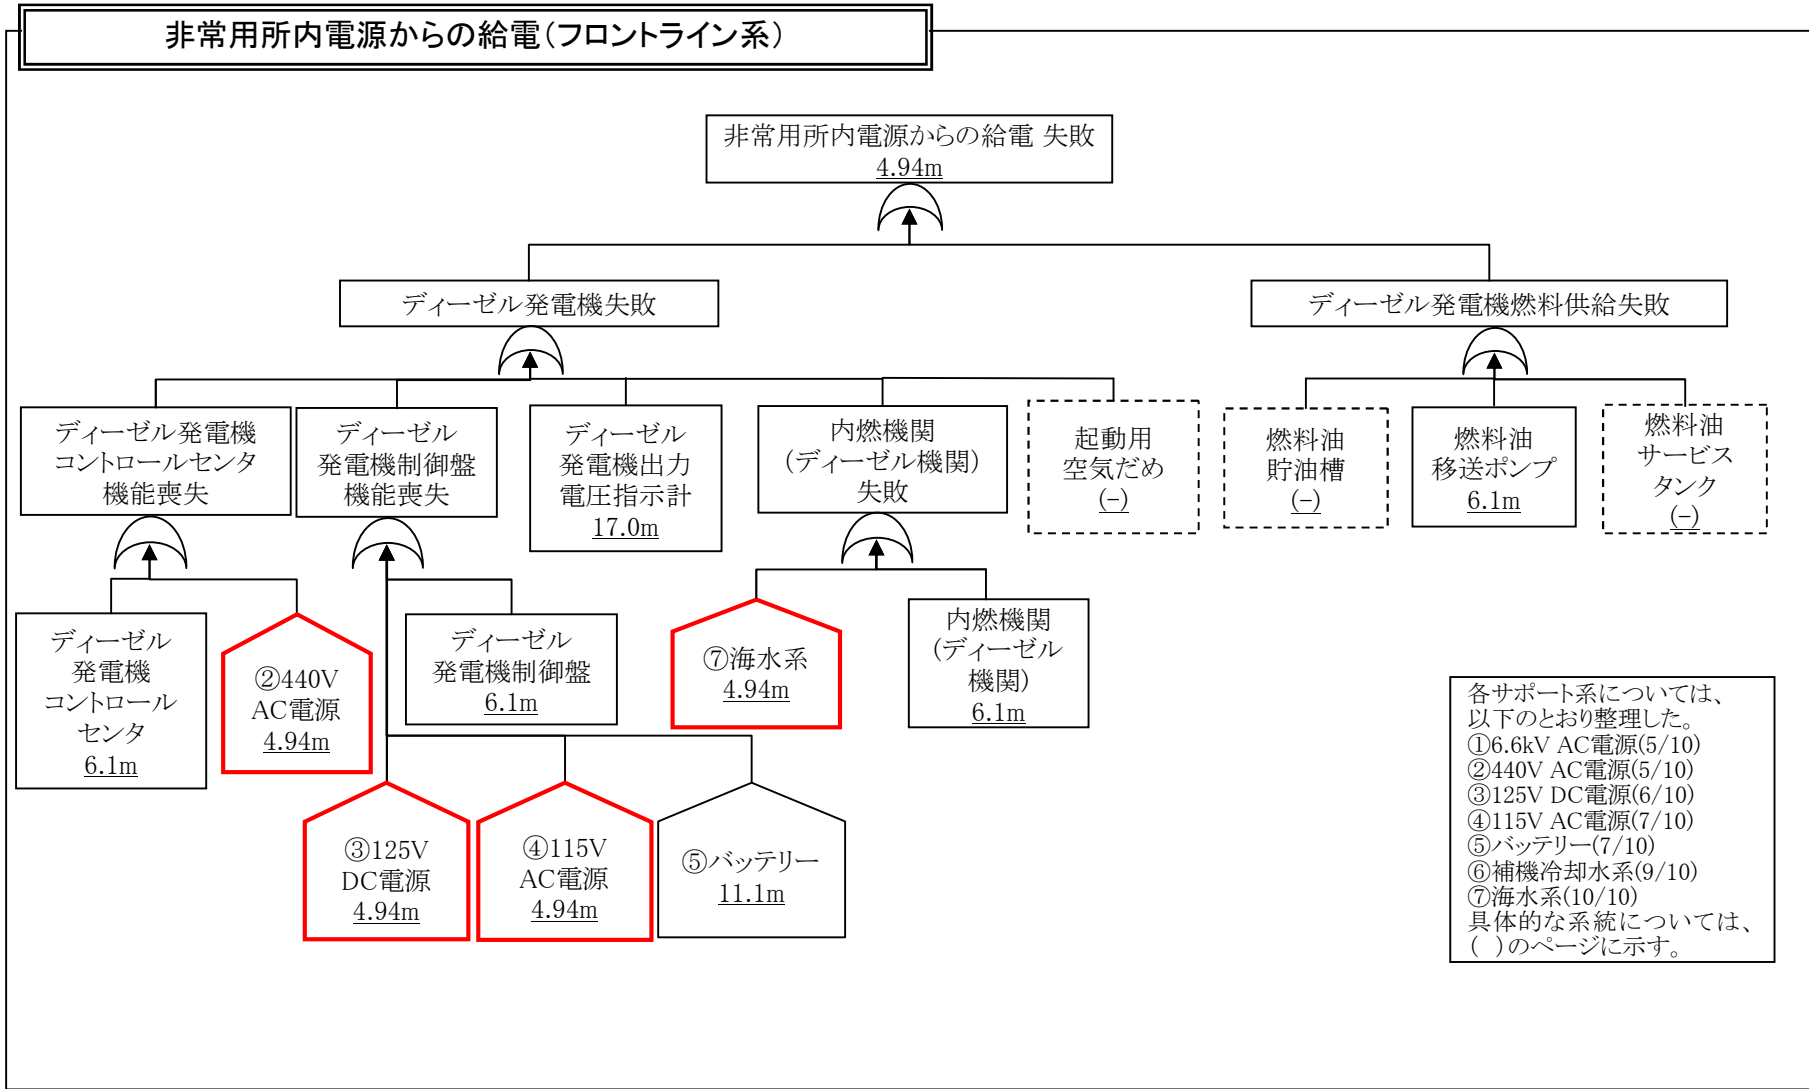 非常用所内電源からの給電(フロントライン系)
非常用所内電源からの給電 失敗
4.94m
ディーゼル発電機失敗
ディーゼル発電機燃料供給失敗
ディーゼル発電機
コントロールセンタ
機能喪失
ディーゼル
発電機制御盤
機能喪失
ディーゼル
発電機出力
電圧指示計
17.0m
内燃機関
(ディーゼル機関)
失敗
起動用
空気だめ
(-)
燃料油
貯油槽
(-)
燃料油
移送ポンプ
6.1m
燃料油
サービス
タンク
(-)
ディーゼル
発電機
コントロール
センタ
6.1m
②440V
AC電源
4.94m
ディーゼル
発電機制御盤
6.1m
⑦海水系
4.94m
内燃機関
(ディーゼル
機関)
6.1m
③125V
DC電源
4.94m
④115V
AC電源
4.94m
⑤バッテリー
11.1m
各サポート系については、
以下のとおり整理した。
①6.6kV AC電源(5/10)
②440V AC電源(5/10)
③125V DC電源(6/10)
④115V AC電源(7/10)
⑤バッテリー(7/10)
⑥補機冷却水系(9/10)
⑦海水系(10/10)
具体的な系統については、
( )のページに示す。